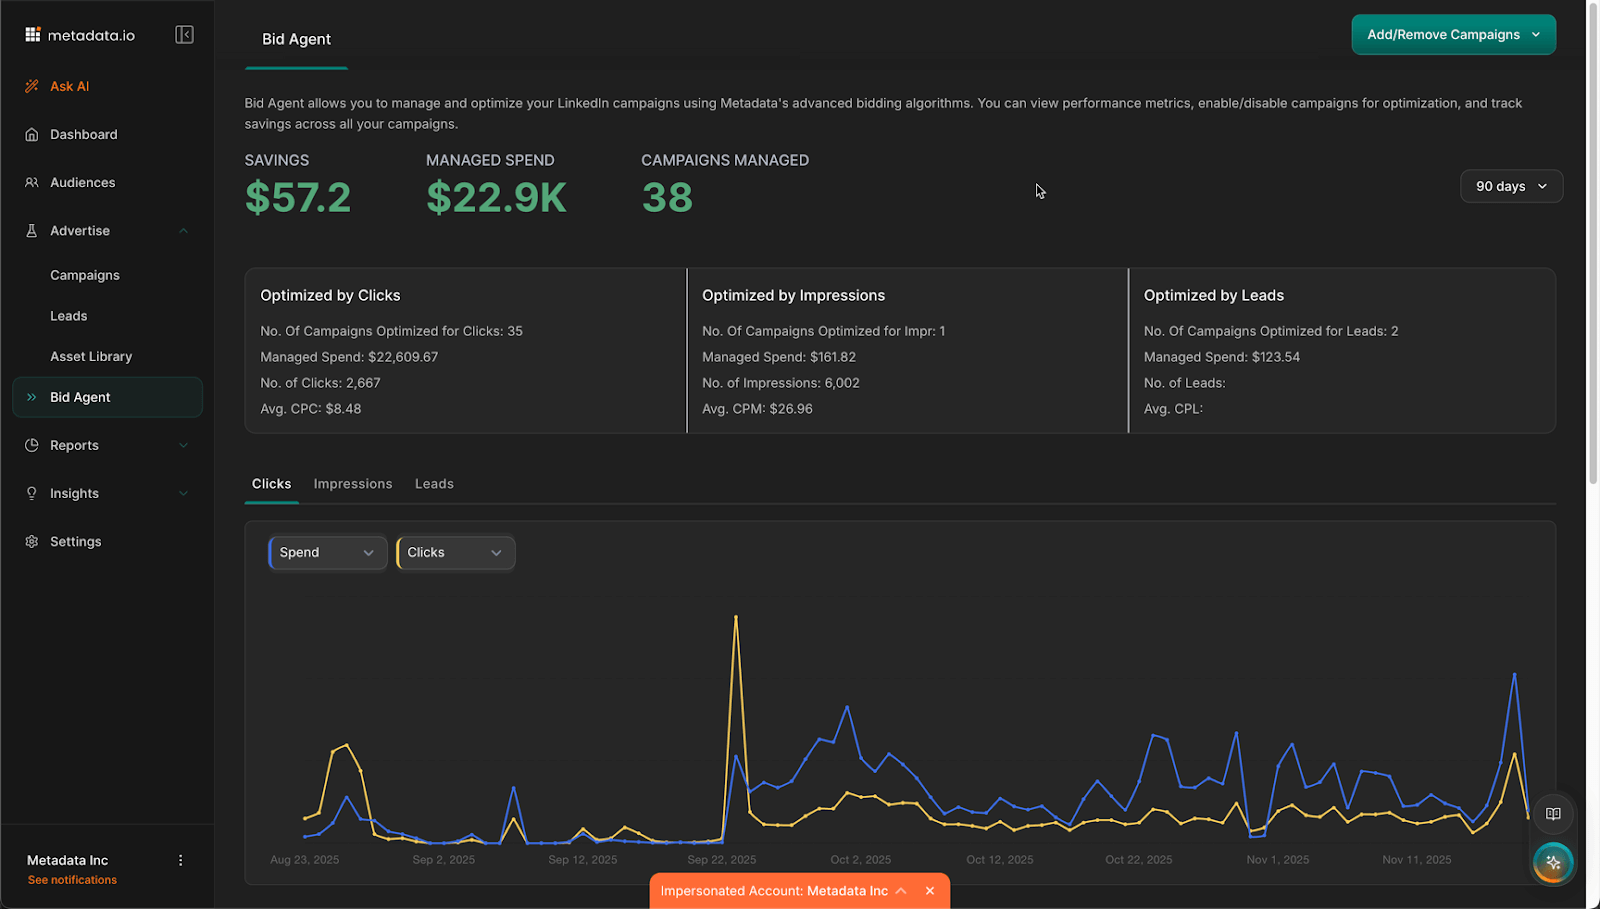 metadata.io
Bid Agent
Add/Remove Campaigns
Ask AI
Dashboard
Audiences
Advertise
Campaigns
Leads
Asset Library
Bid Agent
Reports
Insights
Settings
Metadata Inc
See notifications
Bid Agent allows you to manage and optimize your LinkedIn campaigns using Metadata's advanced bidding algorithms. You can view performance metrics, enable/disable campaigns for optimization, and track
savings across all your campaigns.
SAVINGS
$57.2
MANAGED SPEND
$22.9K
CAMPAIGNS MANAGED
38
90 days
Optimized by Clicks
No. Of Campaigns Optimized for Clicks: 35
Managed Spend: $22,609.67
No. of Clicks: 2,667
Avg. CPC: $8.48
Optimized by Impressions
No. Of Campaigns Optimized for Impr: 1
Managed Spend: $161.82
No. of Impressions: 6,002
Avg. CPM: $26.96
Optimized by Leads
No. Of Campaigns Optimized for Leads: 2
Managed Spend: $123.54
No. of Leads:
Avg. CPL:
Clicks Impressions Leads
Spend Clicks
Aug 23, 2025 Sep 2, 2025 Sep 12, 2025 Sep 22, 2025 Oct 2, 2025 Oct 12, 2025 Oct 22, 2025 Nov 1, 2025 Nov 11, 2025
Impersonated Account: Metadata Inc